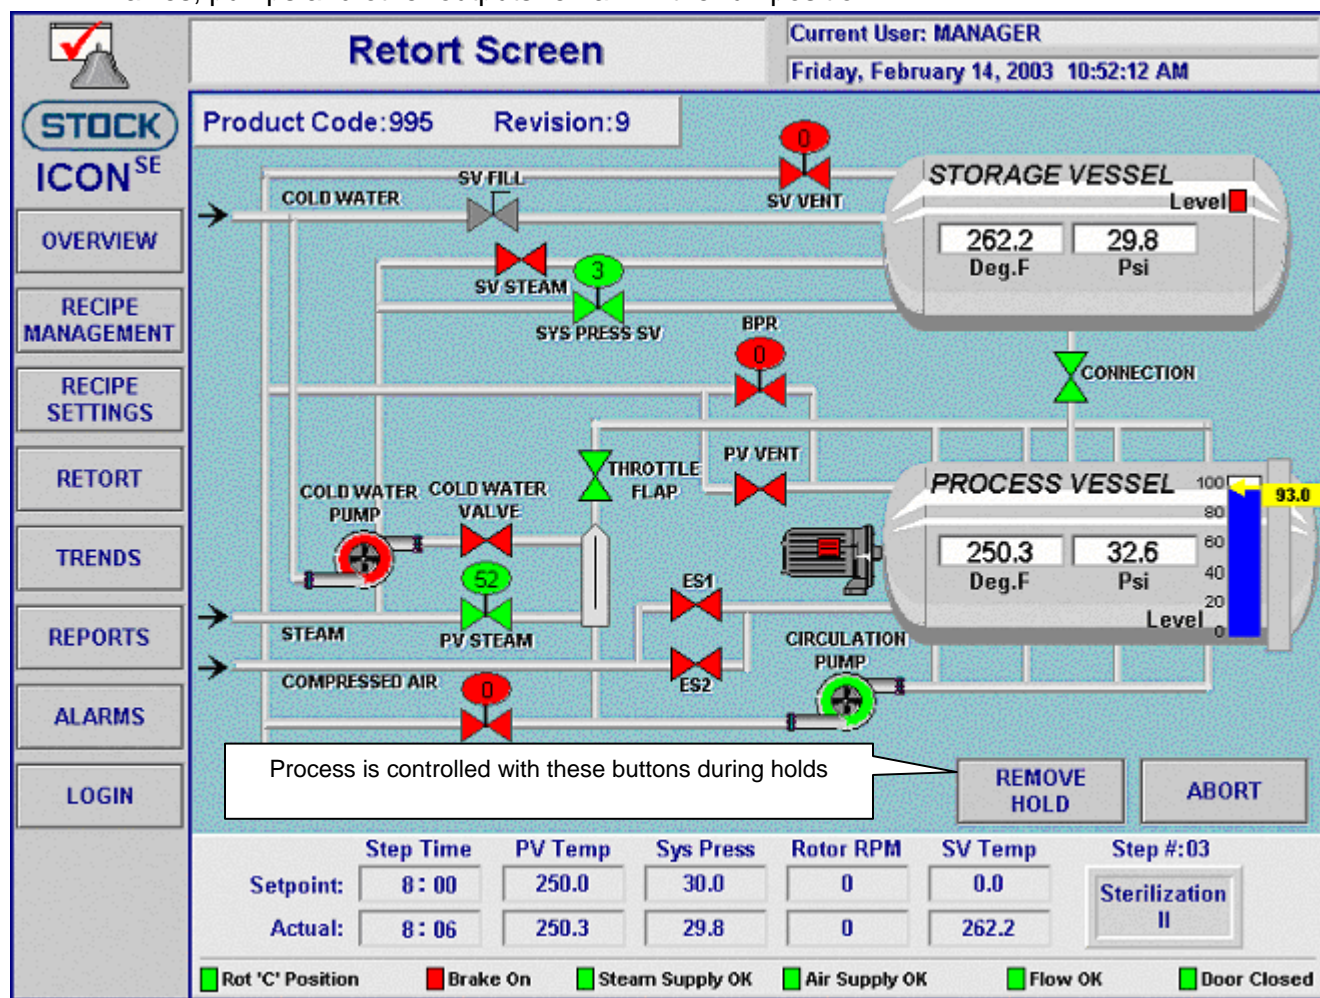 Retort Screen
Current User: MANAGER
Friday, February 14, 2003 10:52:12 AM
STOCK
ICON SE
OVERVIEW
RECIPE
MANAGEMENT
RECIPE
SETTINGS
RETORT
TRENDS
REPORTS
ALARMS
LOGIN
Product Code:995 Revision:9
0
SV VENT
SV FILL
COLD WATER
STORAGE VESSEL
Level
262.2 29.8
Deg.F Psi
SV STEAM
3
SYS PRESS SV
BPR
0
CONNECTION
PV VENT
THROTTLE
FLAP
COLD WATER
PUMP
COLD WATER
VALVE
PROCESS VESSEL
100
80
60
40
20
0
93.0
250.3 32.6
Deg.F Psi
Level
52
STEAM
PV STEAM
ES1
ES2
CIRCULATION
PUMP
COMPRESSED AIR
0
Process is controlled with these buttons during holds
REMOVE
HOLD
ABORT
Step Time PV Temp Sys Press Rotor RPM SV Temp Step #:03
Setpoint: 8:00 250.0 30.0 0 0.0
Actual: 8:06 250.3 29.8 0 262.2
Sterilization
II
Rot 'C' Position Brake On Steam Supply OK Air Supply OK Flow OK Door Closed